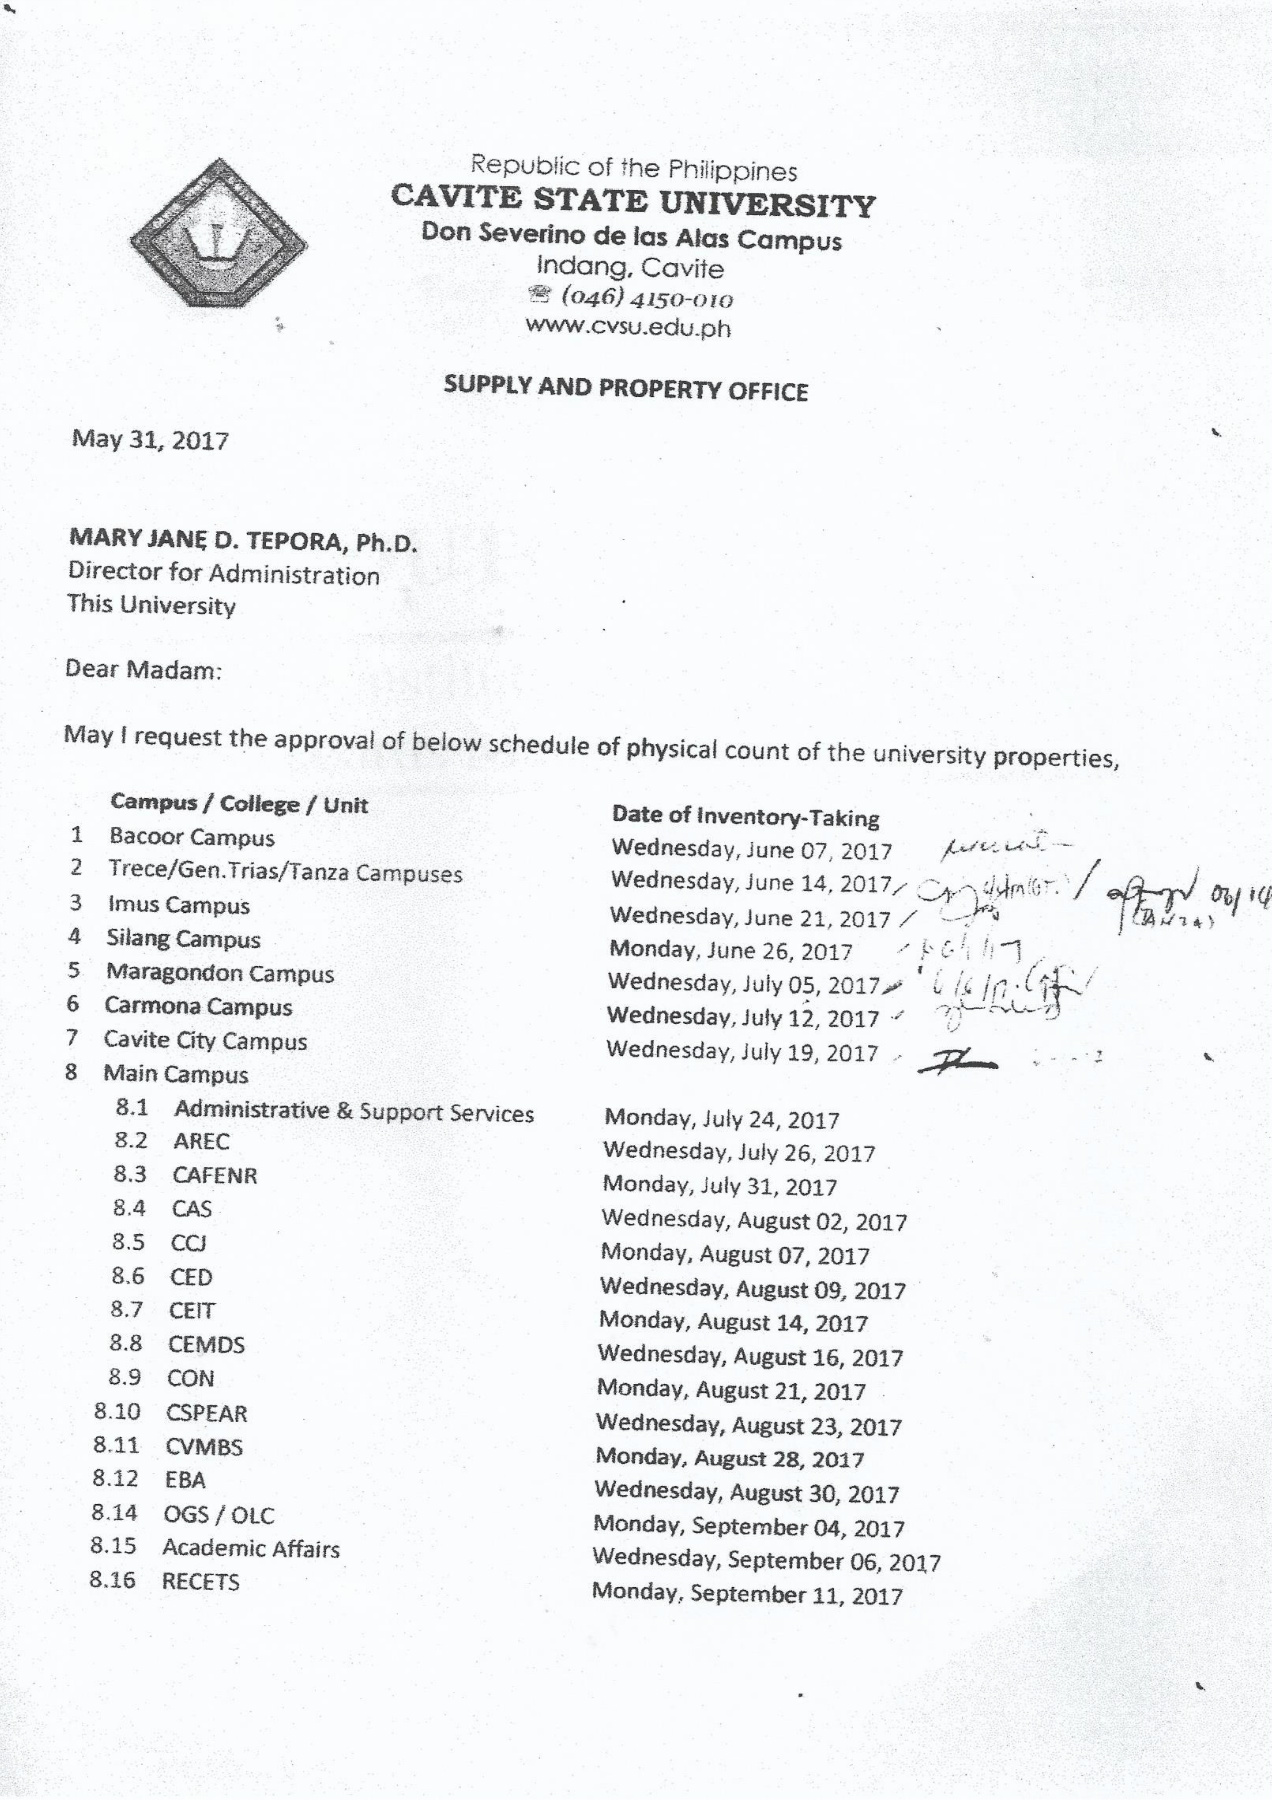 Republic of the Philippines
CAVITE STATE UNIVERSITY
Don Severino de las Alas Campus
Indang, Cavite
☏ (046) 4150-010
www.cvsu.edu.ph
SUPPLY AND PROPERTY OFFICE
May 31, 2017
MARY JANE D. TEPORA, Ph.D.
Director for Administration
This University
Dear Madam:
May I request the approval of below schedule of physical count of the university properties,
Campus / College / Unit Date of Inventory-Taking
1 Bacoor Campus Wednesday, June 07, 2017
2 Trece/Gen.Trias/Tanza Campuses Wednesday, June 14, 2017 06/14
3 Imus Campus Wednesday, June 21, 2017 (TANZA)
4 Silang Campus Monday, June 26, 2017
5 Maragondon Campus Wednesday, July 05, 2017 6/6/17
6 Carmona Campus Wednesday, July 12, 2017
7 Cavite City Campus Wednesday, July 19, 2017
8 Main Campus
8.1 Administrative & Support Services Monday, July 24, 2017
8.2 AREC Wednesday, July 26, 2017
8.3 CAFENR Monday, July 31, 2017
8.4 CAS Wednesday, August 02, 2017
8.5 CCJ Monday, August 07, 2017
8.6 CED Wednesday, August 09, 2017
8.7 CEIT Monday, August 14, 2017
8.8 CEMDS Wednesday, August 16, 2017
8.9 CON Monday, August 21, 2017
8.10 CSPEAR Wednesday, August 23, 2017
8.11 CVMBS Monday, August 28, 2017
8.12 EBA Wednesday, August 30, 2017
8.14 OGS / OLC Monday, September 04, 2017
8.15 Academic Affairs Wednesday, September 06, 2017
8.16 RECETS Monday, September 11, 2017